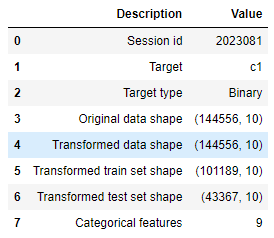 Description Value
0 Session id 2023081
1 Target c1
2 Target type Binary
3 Original data shape (144556, 10)
4 Transformed data shape (144556, 10)
5 Transformed train set shape (101189, 10)
6 Transformed test set shape (43367, 10)
7 Categorical features 9